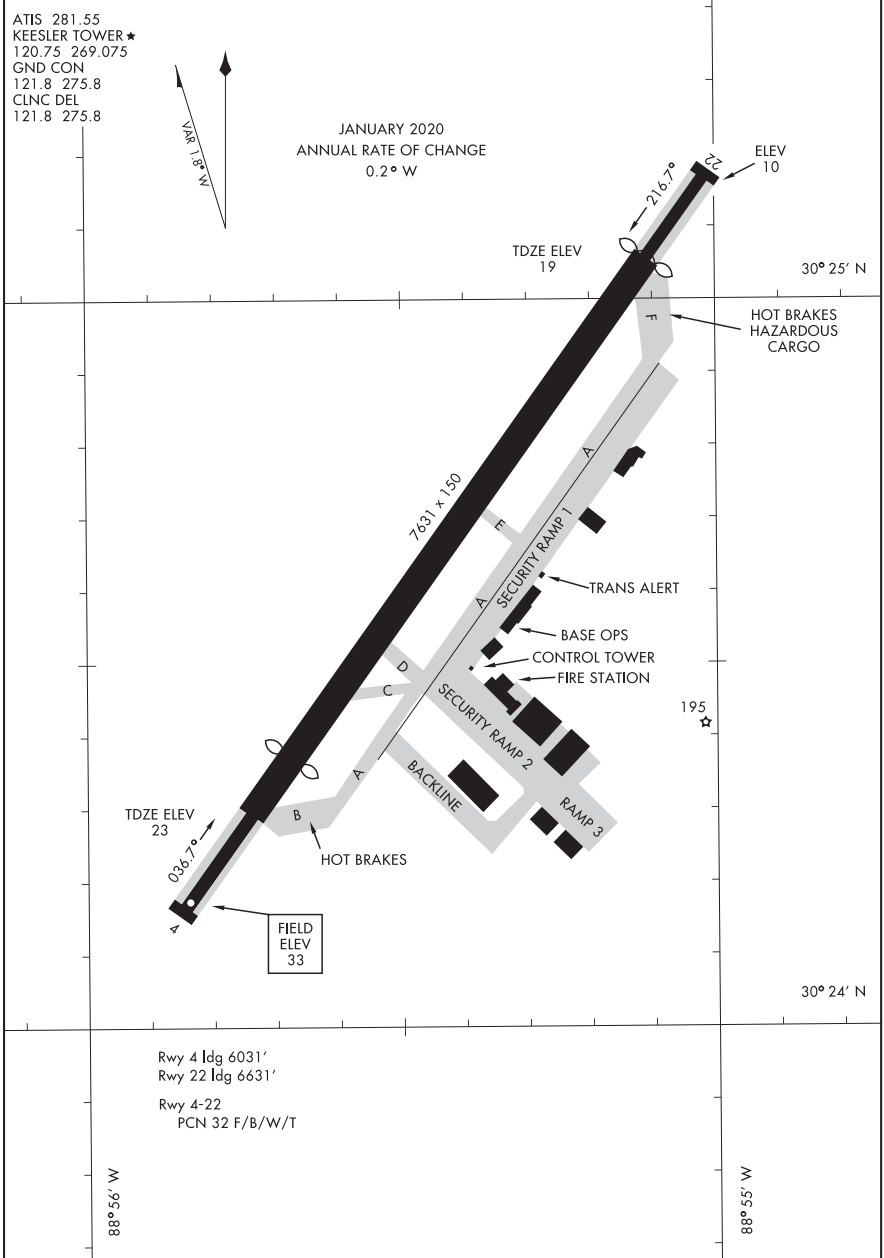 ATIS 281.55
KEESLER TOWER★
120.75 269.075
GND CON
121.8 275.8
CLNC DEL
121.8 275.8
VAR 1.8° W
JANUARY 2020
ANNUAL RATE OF CHANGE
0.2° W
22
ELEV
10
216.7°
TDZE ELEV
19
30° 25' N
F
HOT BRAKES
HAZARDOUS
CARGO
A
7631 x 150
E
SECURITY RAMP 1
A
TRANS ALERT
BASE OPS
CONTROL TOWER
FIRE STATION
D
C
SECURITY RAMP 2
195
A
BACKLINE
RAMP 3
TDZE ELEV
23
B
036.7°
HOT BRAKES
4
FIELD
ELEV
33
30° 24' N
Rwy 4 ldg 6031'
Rwy 22 ldg 6631'
Rwy 4-22
PCN 32 F/B/W/T
88° 56' W
88° 55' W